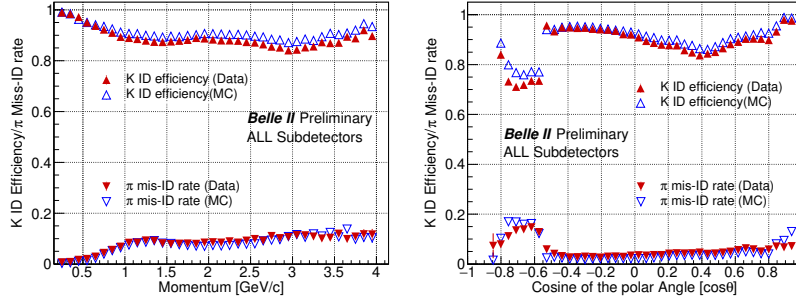 K ID Efficiency/π Miss-ID rate
1
0.8
0.6
0.4
0.2
0
K ID efficiency (Data)
K ID efficiency(MC)
Belle II Preliminary
ALL Subdetectors
π mis-ID rate (Data)
π mis-ID rate (MC)
0.5 1 1.5 2 2.5 3 3.5 4
Momentum [GeV/c]
K ID Efficiency/π Miss-ID rate
1
0.8
0.6
0.4
0.2
0
K ID efficiency (Data)
K ID efficiency(MC)
Belle II Preliminary
ALL Subdetectors
π mis-ID rate (Data)
π mis-ID rate (MC)
−1 −0.8 −0.6 −0.4 −0.2 0 0.2 0.4 0.6 0.8
Cosine of the polar Angle [cosθ]